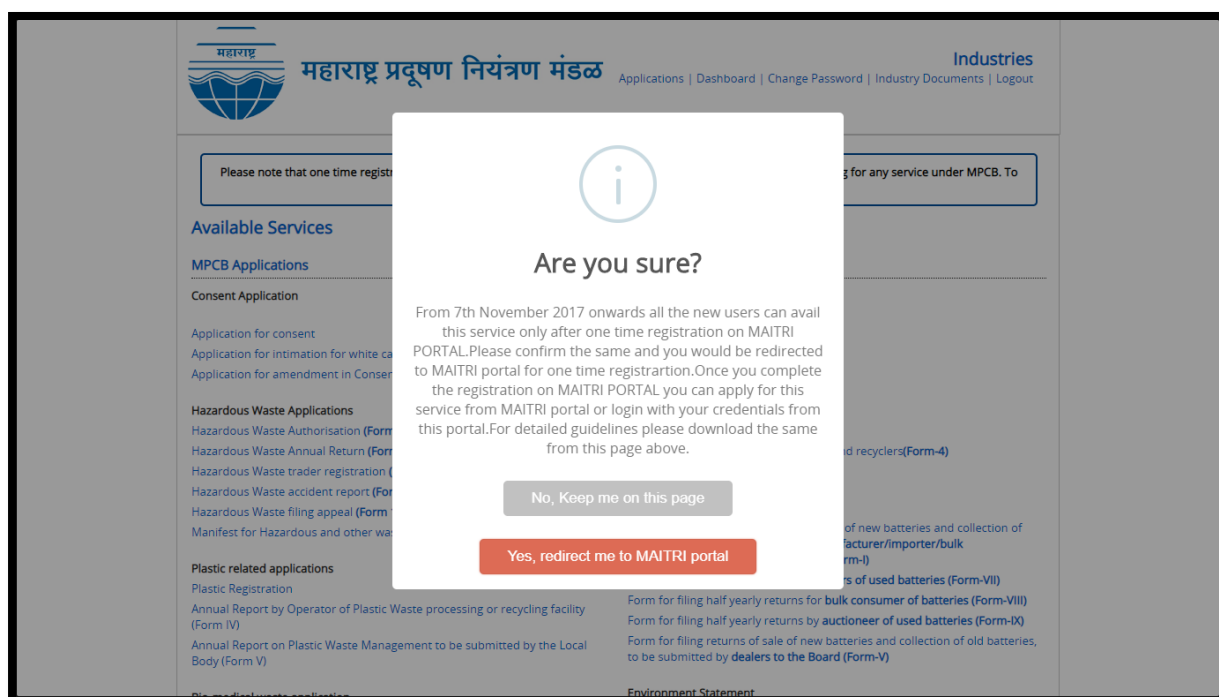 महाराष्ट्र
महाराष्ट्र प्रदूषण नियंत्रण मंडळ
Industries
Applications | Dashboard | Change Password | Industry Documents | Logout
Please note that one time regist
g for any service under MPCB. To
Available Services
MPCB Applications
Consent Application
Application for consent
Application for intimation for white ca
Application for amendment in Conser
Hazardous Waste Applications
Hazardous Waste Authorisation (Form
Hazardous Waste Annual Return (For
d recyclers(Form-4)
Hazardous Waste trader registration (
Hazardous Waste accident report (For
Hazardous Waste filing appeal (Form
Manifest for Hazardous and other wa
of new batteries and collection of
facturer/importer/bulk
rm-I)
Plastic related applications
rs of used batteries (Form-VII)
Plastic Registration
Form for filing half yearly returns for bulk consumer of batteries (Form-VIII)
Annual Report by Operator of Plastic Waste processing or recycling facility
(Form IV)
Form for filing half yearly returns by auctioneer of used batteries (Form-IX)
Annual Report on Plastic Waste Management to be submitted by the Local
Body (Form V)
Form for filing returns of sale of new batteries and collection of old batteries,
to be submitted by dealers to the Board (Form-V)
Bio-medical waste application
Environment Statement
i
Are you sure?
From 7th November 2017 onwards all the new users can avail
this service only after one time registration on MAITRI
PORTAL.Please confirm the same and you would be redirected
to MAITRI portal for one time registrartion.Once you complete
the registration on MAITRI PORTAL you can apply for this
service from MAITRI portal or login with your credentials from
this portal.For detailed guidelines please download the same
from this page above.
No, Keep me on this page
Yes, redirect me to MAITRI portal